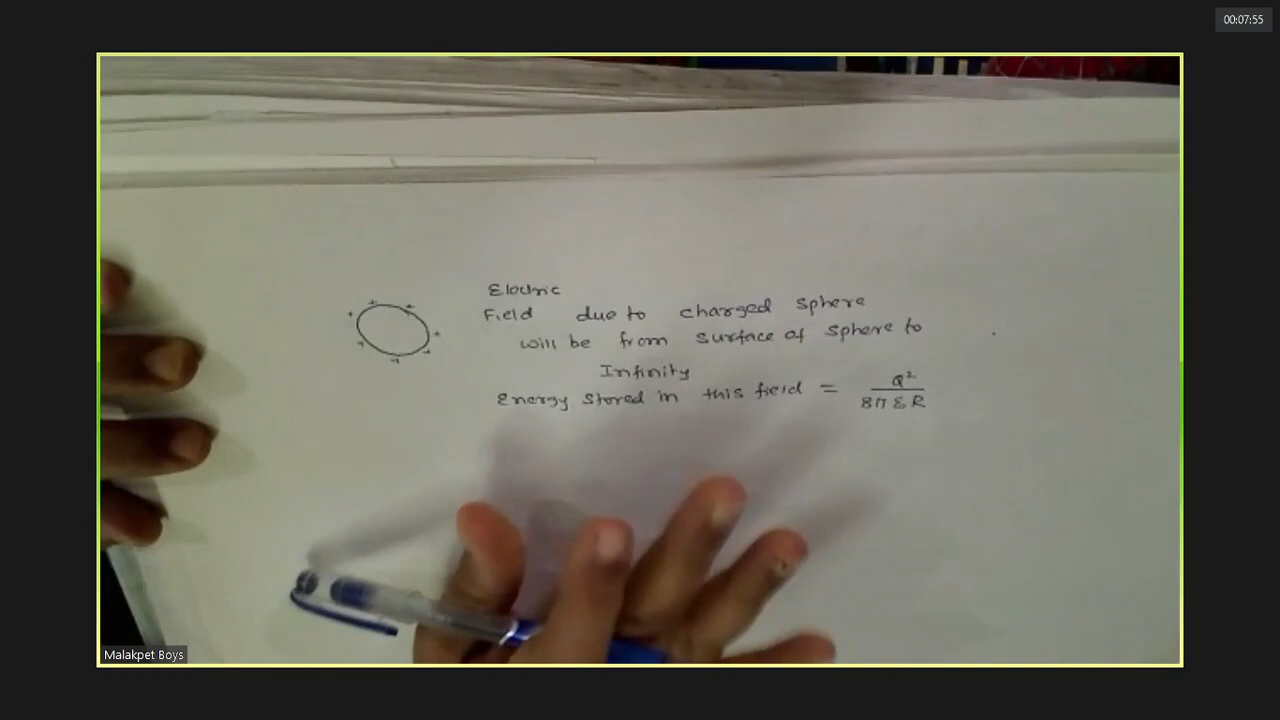 00:07:55
Electric
Field due to charged sphere
will be from surface of sphere to
Infinity
Energy stored in this field = Q²/8πεR
Malakpet Boys